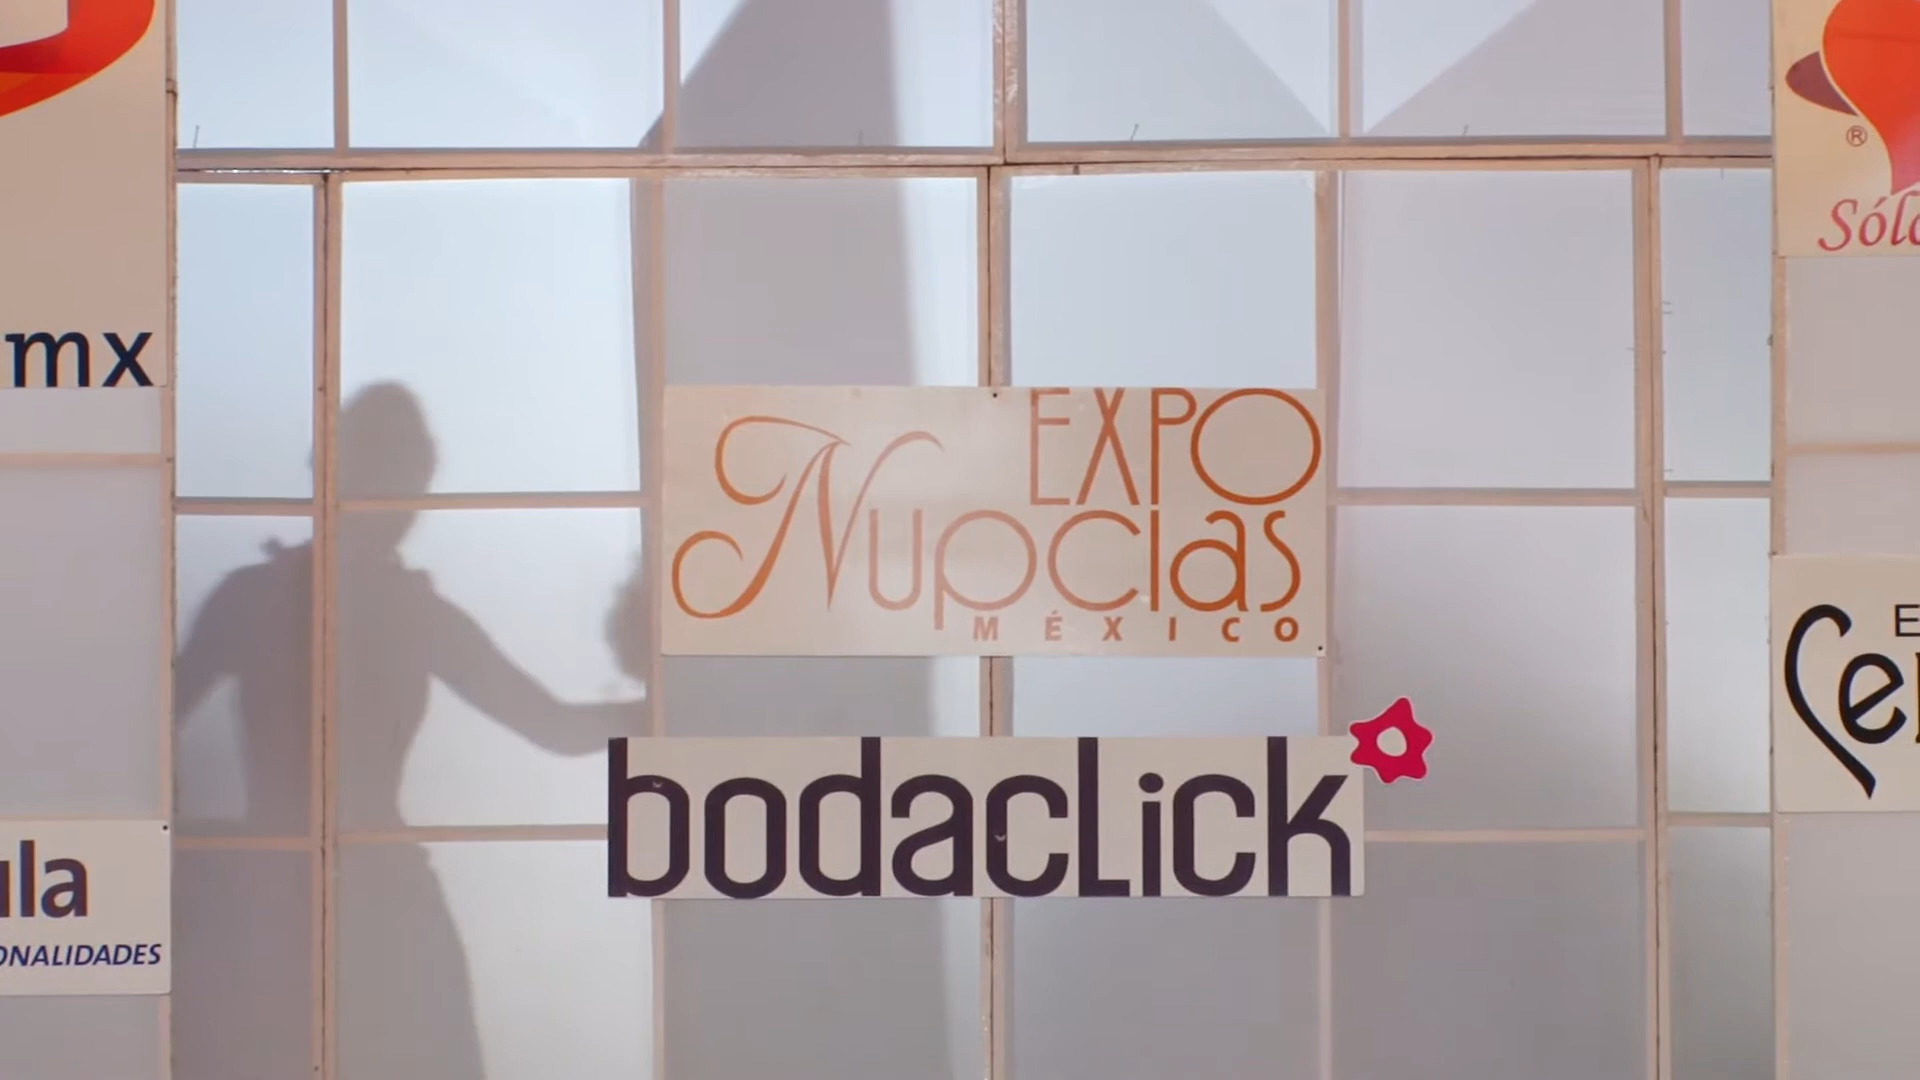 mx
EXPO
Nupcias
MÉXICO
bodaclick
®
Sólo
ula
ONALIDADES